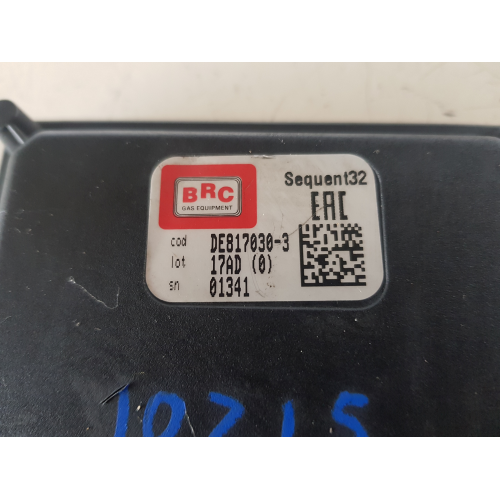 BRC
GAS EQUIPMENT
Sequent32
EAC
cod DE817030-3
lot 17AD (0)
sn 01341